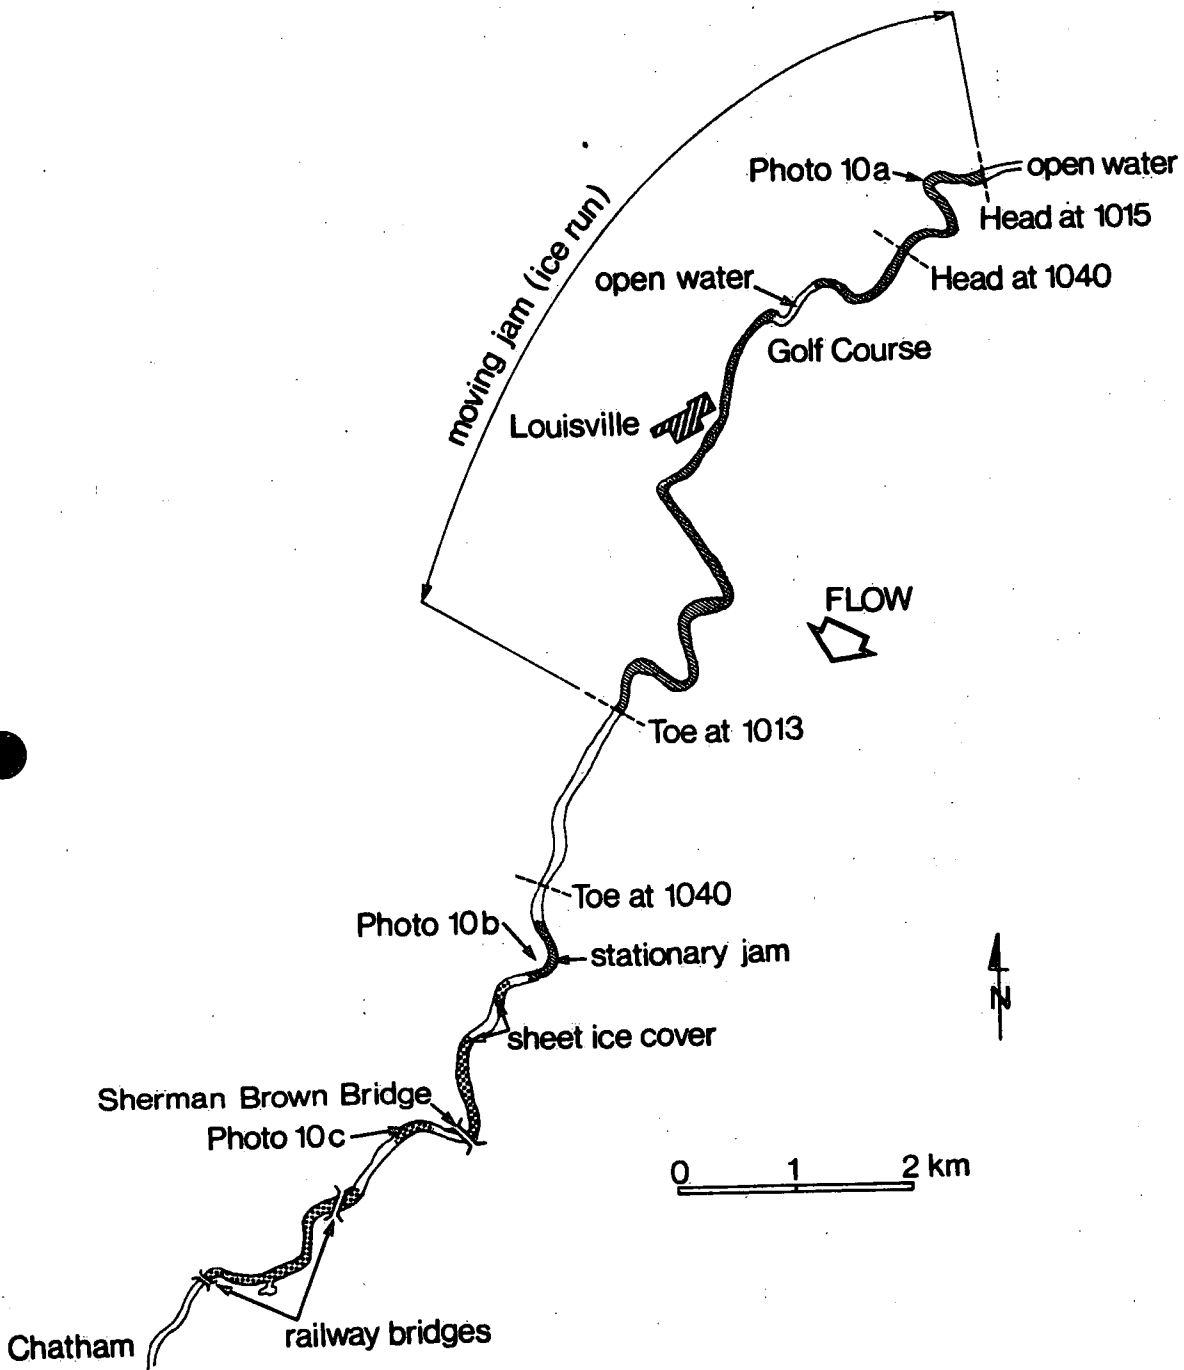 Photo 10a
open water
Head at 1015
moving jam (ice run)
open water
Head at 1040
Golf Course
Louisville
FLOW
Toe at 1013
Toe at 1040
Photo 10b
stationary jam
N
sheet ice cover
Sherman Brown Bridge
Photo 10c
0 1 2 km
railway bridges
Chatham